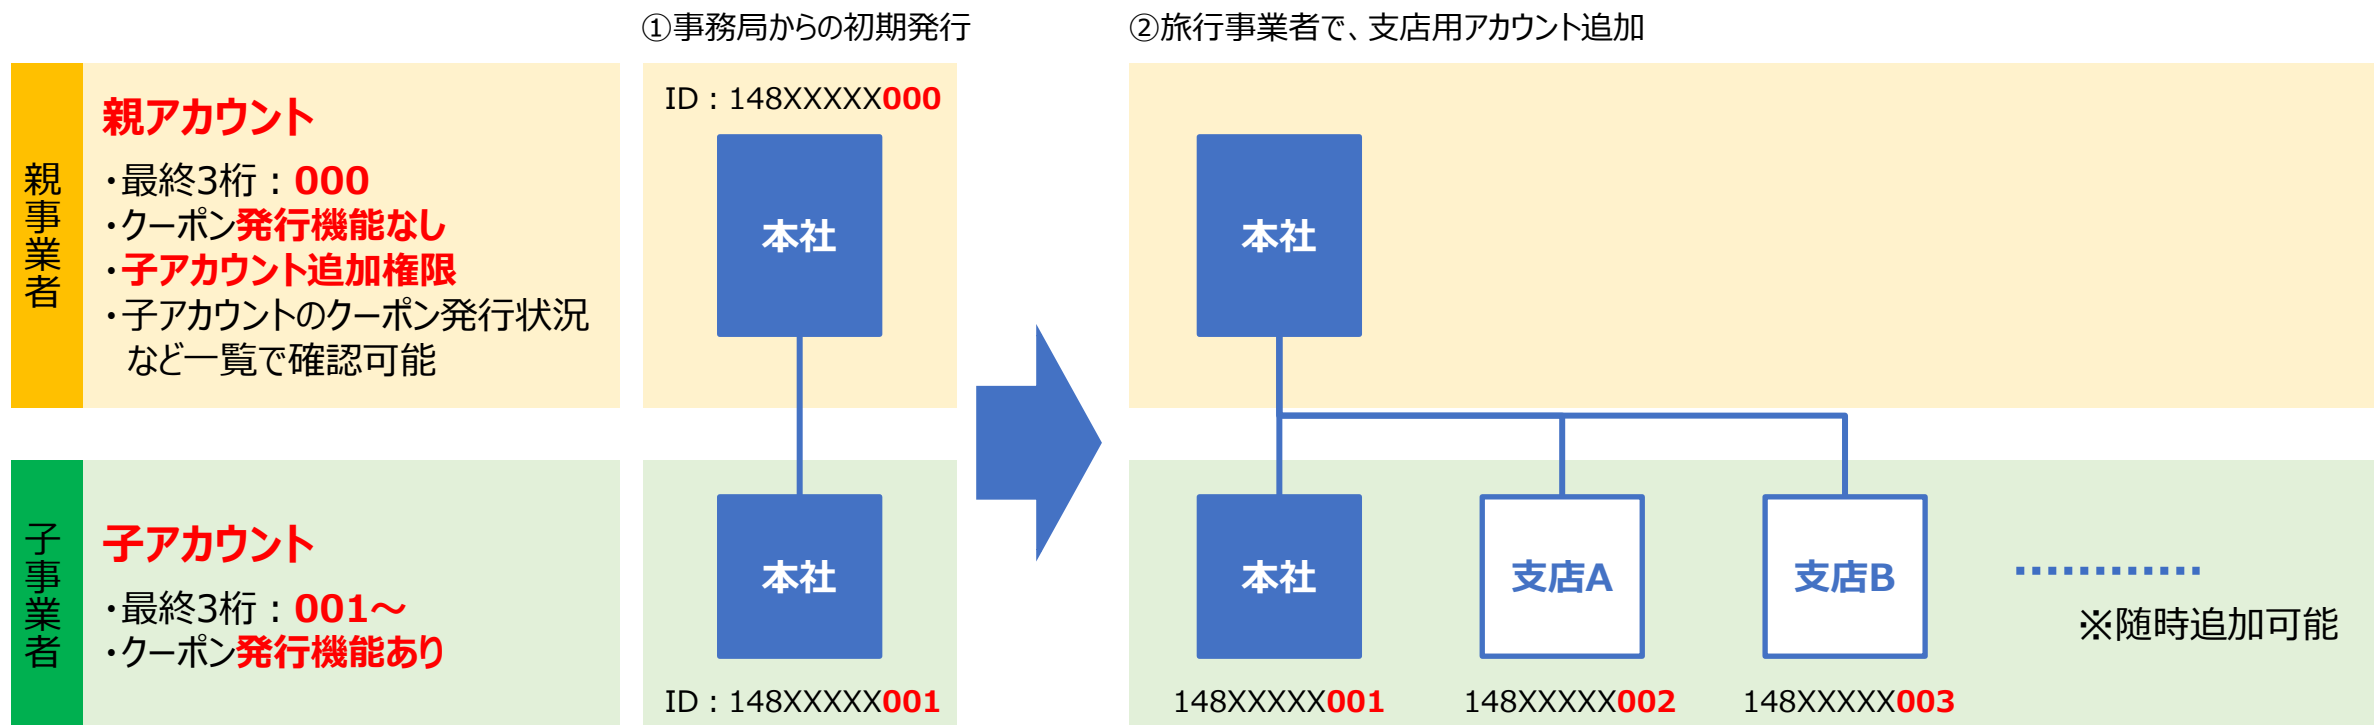 ①事務局からの初期発行
②旅行事業者で、支店用アカウント追加
親事業者
親アカウント
・最終3桁：000
・クーポン発行機能なし
・子アカウント追加権限
・子アカウントのクーポン発行状況
など一覧で確認可能
ID：148XXXXX000
本社
本社
子事業者
子アカウント
・最終3桁：001～
・クーポン発行機能あり
本社
ID：148XXXXX001
本社
支店A
支店B
…………
※随時追加可能
148XXXXX001
148XXXXX002
148XXXXX003